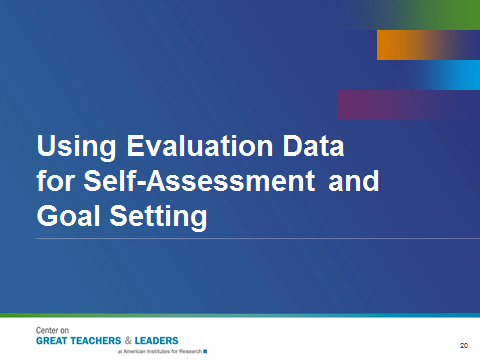 Using Evaluation Data
for Self-Assessment and
Goal Setting
Center on
GREAT TEACHERS & LEADERS
at American Institutes for Research
20